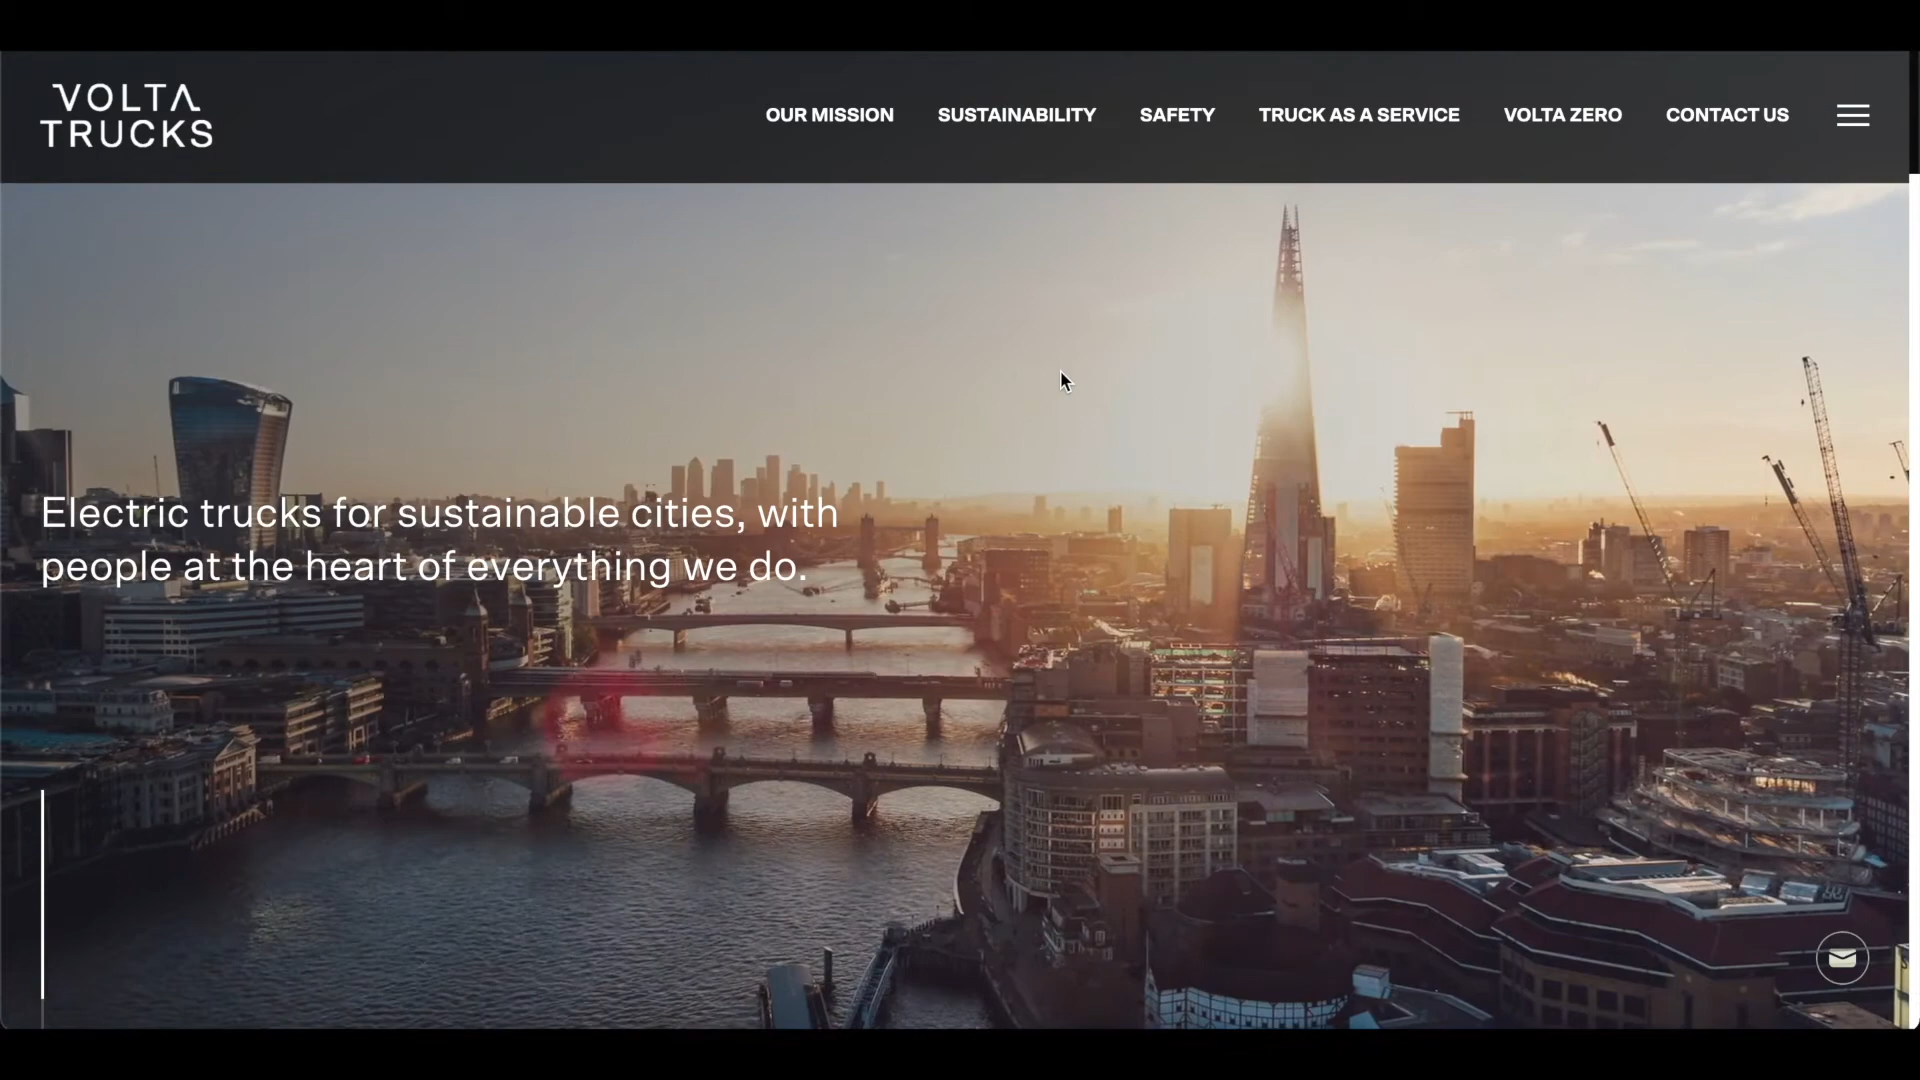 VOLTA
TRUCKS
OUR MISSION
SUSTAINABILITY
SAFETY
TRUCK AS A SERVICE
VOLTA ZERO
CONTACT US
Electric trucks for sustainable cities, with
people at the heart of everything we do.